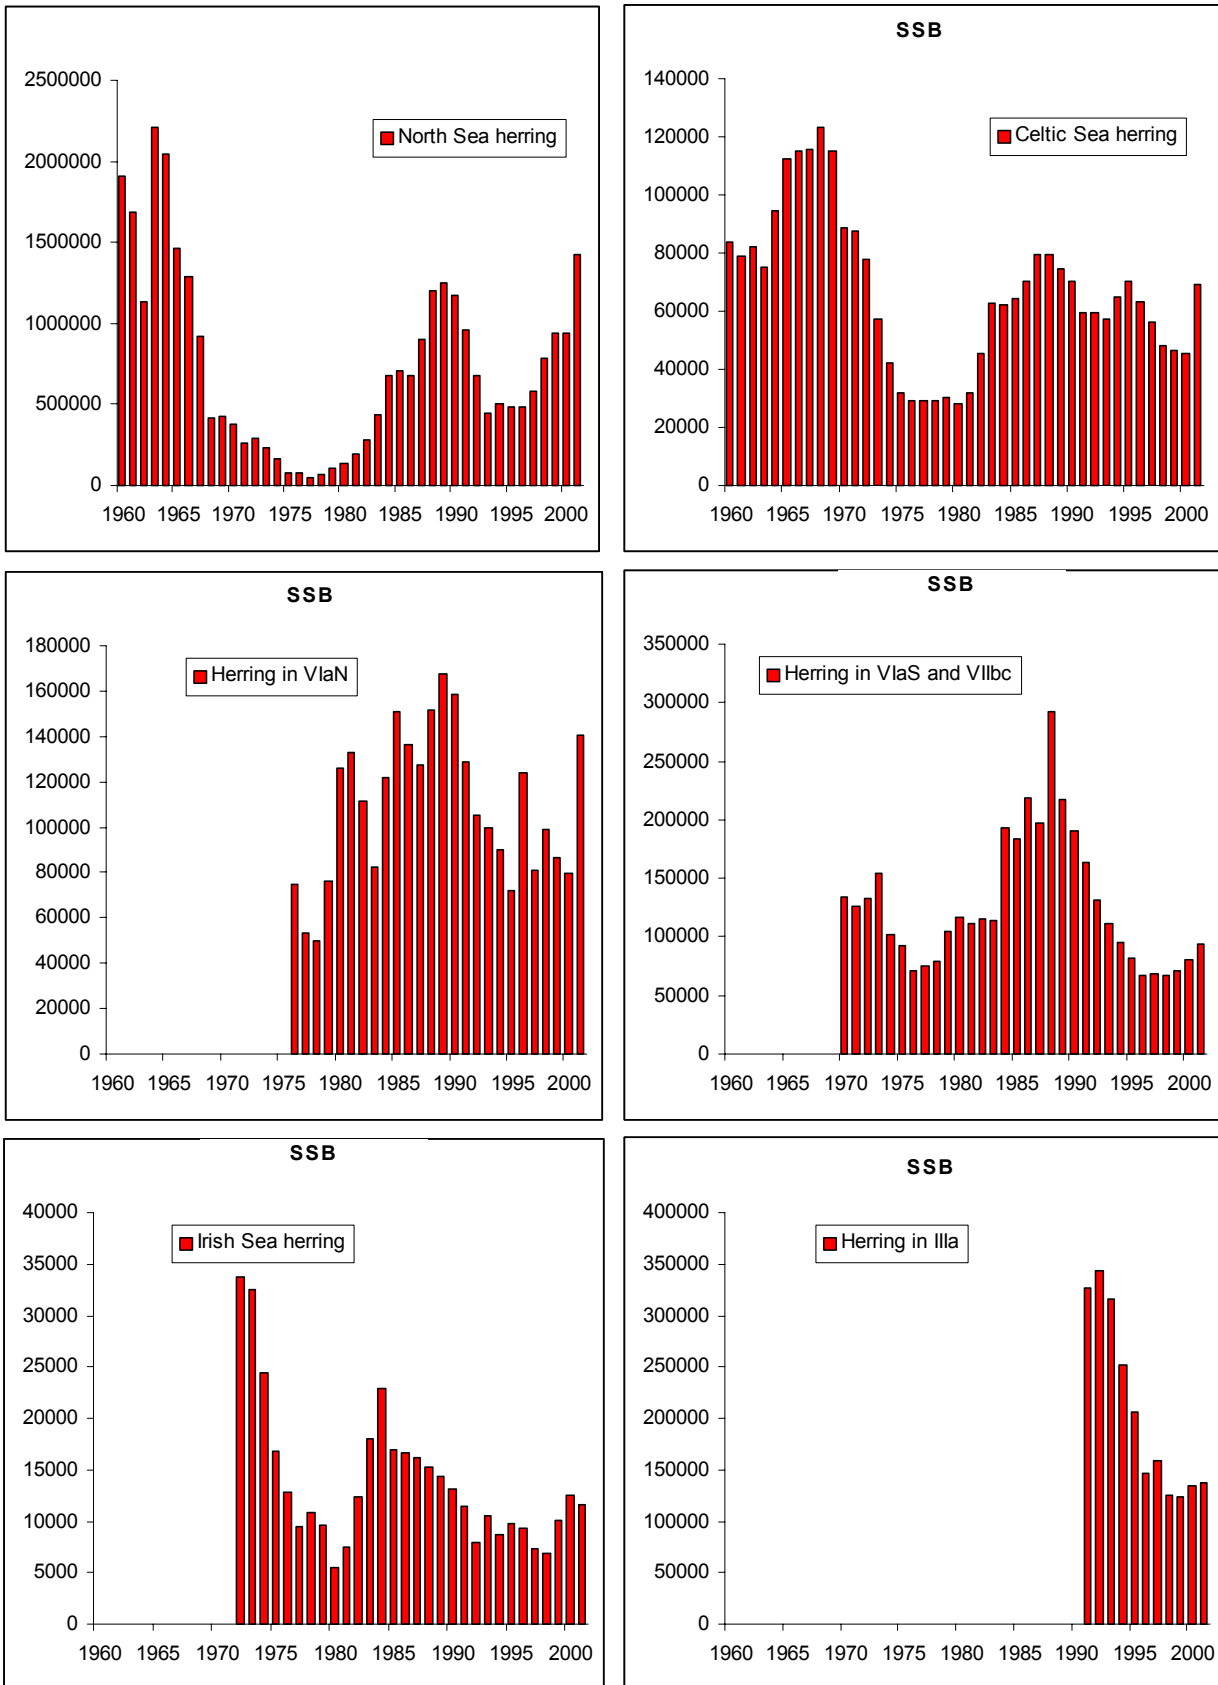 2500000
2000000
1500000
1000000
500000
0
North Sea herring
1960 1965 1970 1975 1980 1985 1990 1995 2000
SSB
140000
120000
100000
80000
60000
40000
20000
0
Celtic Sea herring
1960 1965 1970 1975 1980 1985 1990 1995 2000
SSB
180000
160000
140000
120000
100000
80000
60000
40000
20000
0
Herring in VIaN
1960 1965 1970 1975 1980 1985 1990 1995 2000
SSB
350000
300000
250000
200000
150000
100000
50000
0
Herring in VIaS and VIIbc
1960 1965 1970 1975 1980 1985 1990 1995 2000
SSB
40000
35000
30000
25000
20000
15000
10000
5000
0
Irish Sea herring
1960 1965 1970 1975 1980 1985 1990 1995 2000
SSB
400000
350000
300000
250000
200000
150000
100000
50000
0
Herring in IIIa
1960 1965 1970 1975 1980 1985 1990 1995 2000